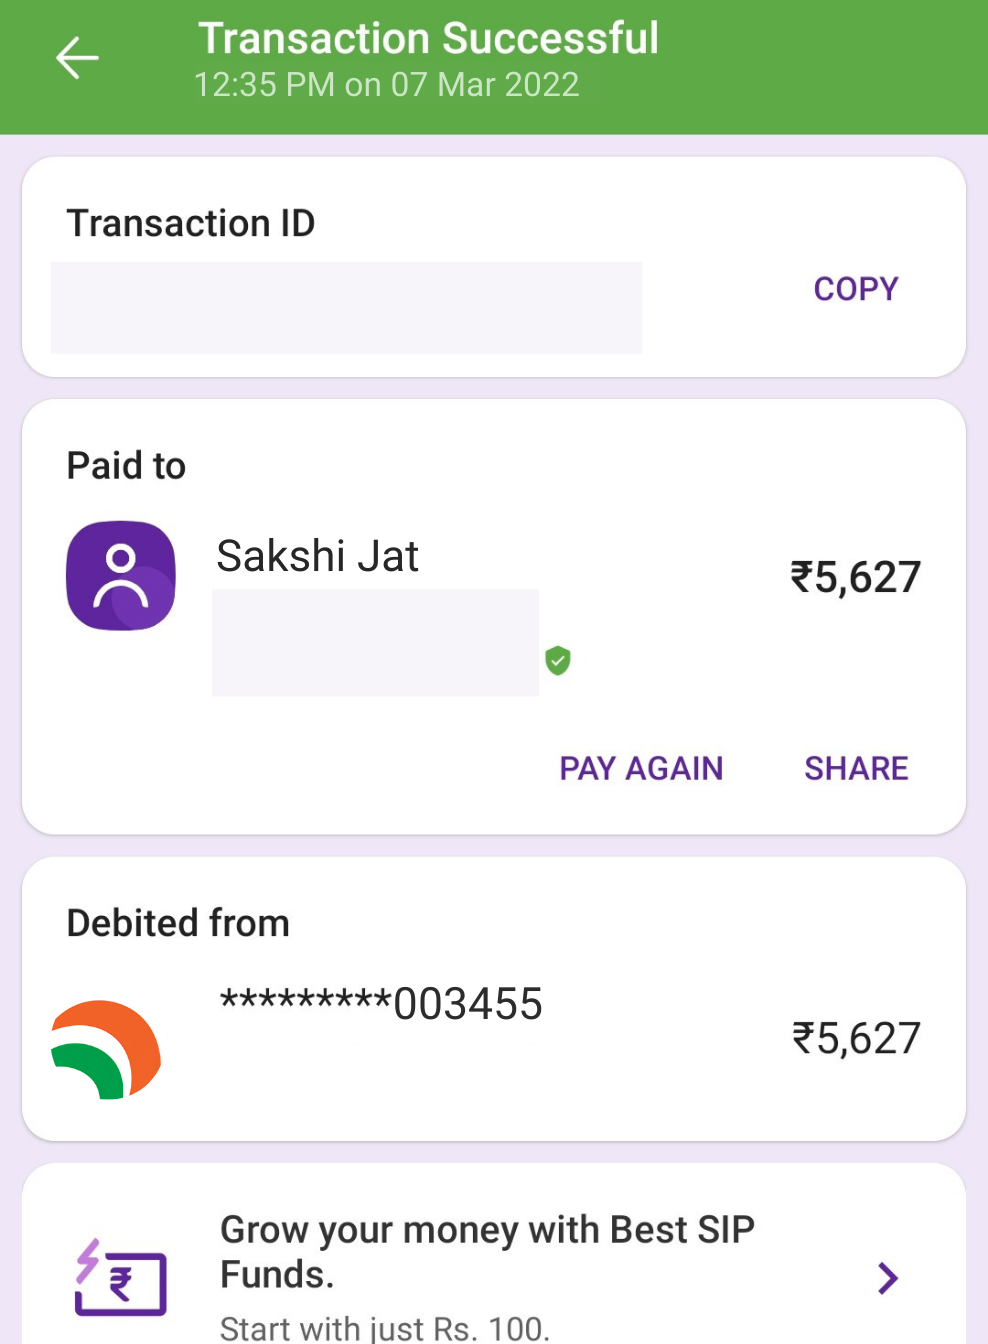 Transaction Successful
12:35 PM on 07 Mar 2022
Transaction ID
COPY
Paid to
Sakshi Jat
₹5,627
PAY AGAIN SHARE
Debited from
*********003455
₹5,627
Grow your money with Best SIP
Funds.
₹
Start with just Rs. 100.